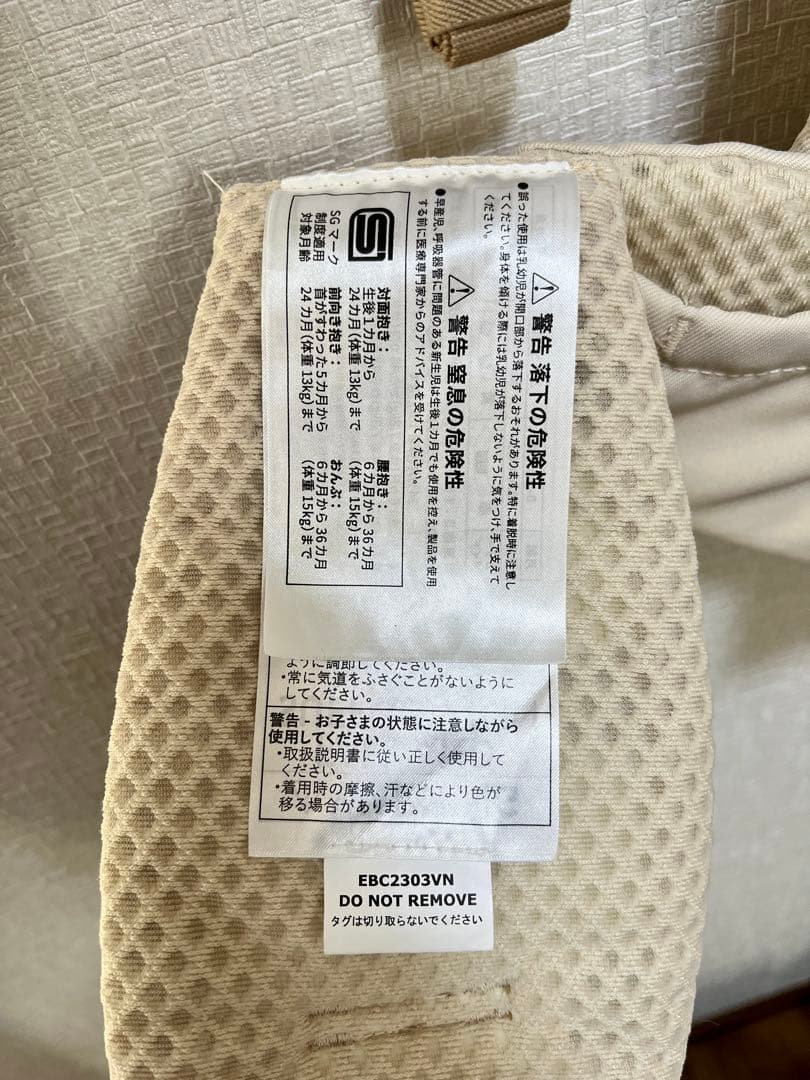 ⚠警告 落下の危険性
●誤った使用は乳幼児が開口部から落下するおそれがあります。特に着脱時に注意し
てください。身体を傾ける際には乳幼児が落下しないように気をつけ、手で支えて
ください。
⚠警告 窒息の危険性
●早産児、呼吸器管に問題のある新生児は生後1カ月でも使用を控え、製品を使用
する前に医療専門家からのアドバイスを受けてください。
SG
SGマーク
制度適用
対象月齢
対面抱き：
生後1カ月から
24カ月(体重13kg)まで
前向き抱き：
首がすわった5カ月から
24カ月(体重13kg)まで
腰抱き：
6カ月から36カ月
(体重15kg)まで
おんぶ：
6カ月から36カ月
(体重15kg)まで
ように調節してください。
・常に気道をふさぐことがないように
してください。
警告 - お子さまの状態に注意しながら
使用してください。
・取扱説明書に従い正しく使用して
ください。
・着用時の摩擦、汗などにより色が
移る場合があります。
EBC2303VN
DO NOT REMOVE
タグは切り取らないでください